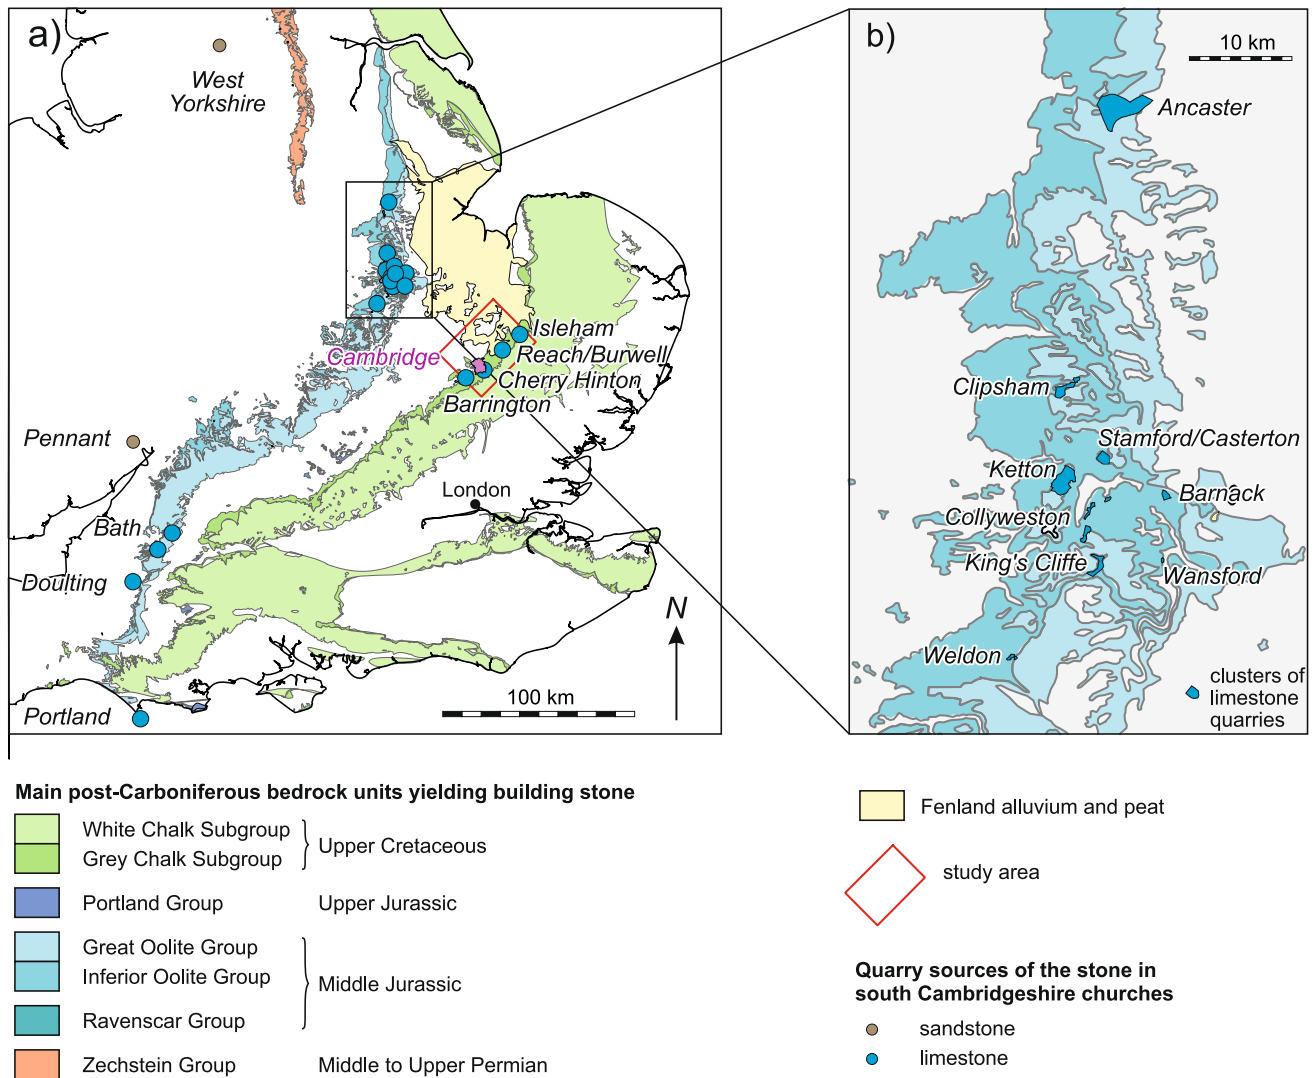 a)
West
Yorkshire
Cambridge
Isleham
Reach/Burwell
Cherry Hinton
Barrington
Pennant
London
Bath
Doulting
N
100 km
Portland
b)
10 km
Ancaster
Clipsham
Stamford/Casterton
Ketton
Barnack
Collyweston
King's Cliffe
Wansford
Weldon
clusters of
limestone
quarries
Main post-Carboniferous bedrock units yielding building stone
White Chalk Subgroup
Grey Chalk Subgroup
Upper Cretaceous
Portland Group
Upper Jurassic
Great Oolite Group
Inferior Oolite Group
Middle Jurassic
Ravenscar Group
Zechstein Group
Middle to Upper Permian
Fenland alluvium and peat
study area
Quarry sources of the stone in
south Cambridgeshire churches
sandstone
limestone